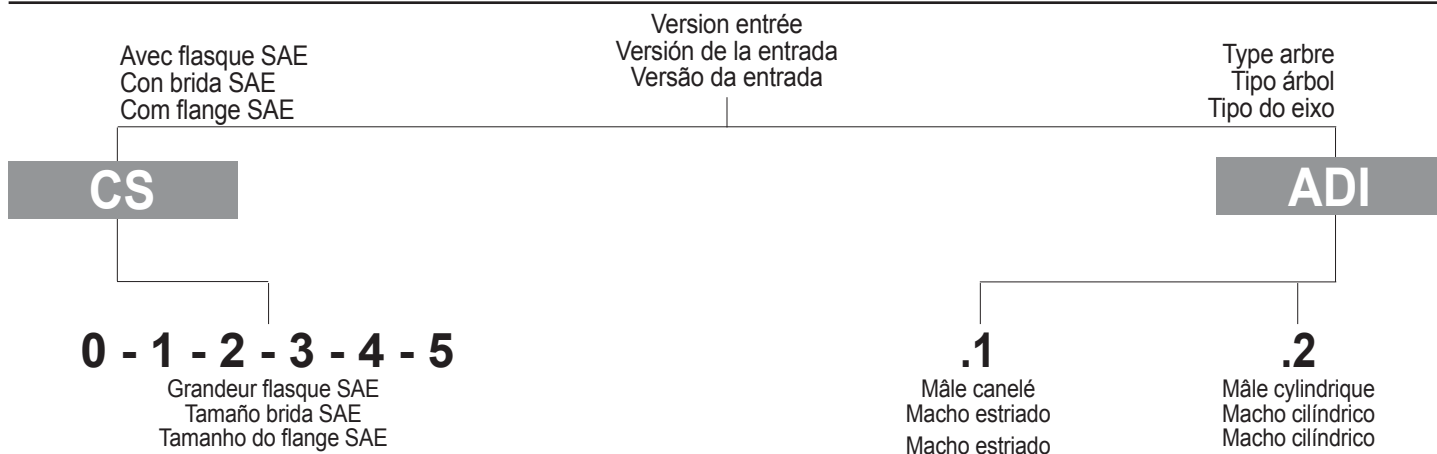 Version entrée
Versión de la entrada
Versão da entrada
Avec flasque SAE
Con brida SAE
Com flange SAE
Type arbre
Tipo árbol
Tipo do eixo
CS
ADI
0 - 1 - 2 - 3 - 4 - 5
Grandeur flasque SAE
Tamaño brida SAE
Tamanho do flange SAE
.1
Mâle canelé
Macho estriado
Macho estriado
.2
Mâle cylindrique
Macho cilíndrico
Macho cilíndrico